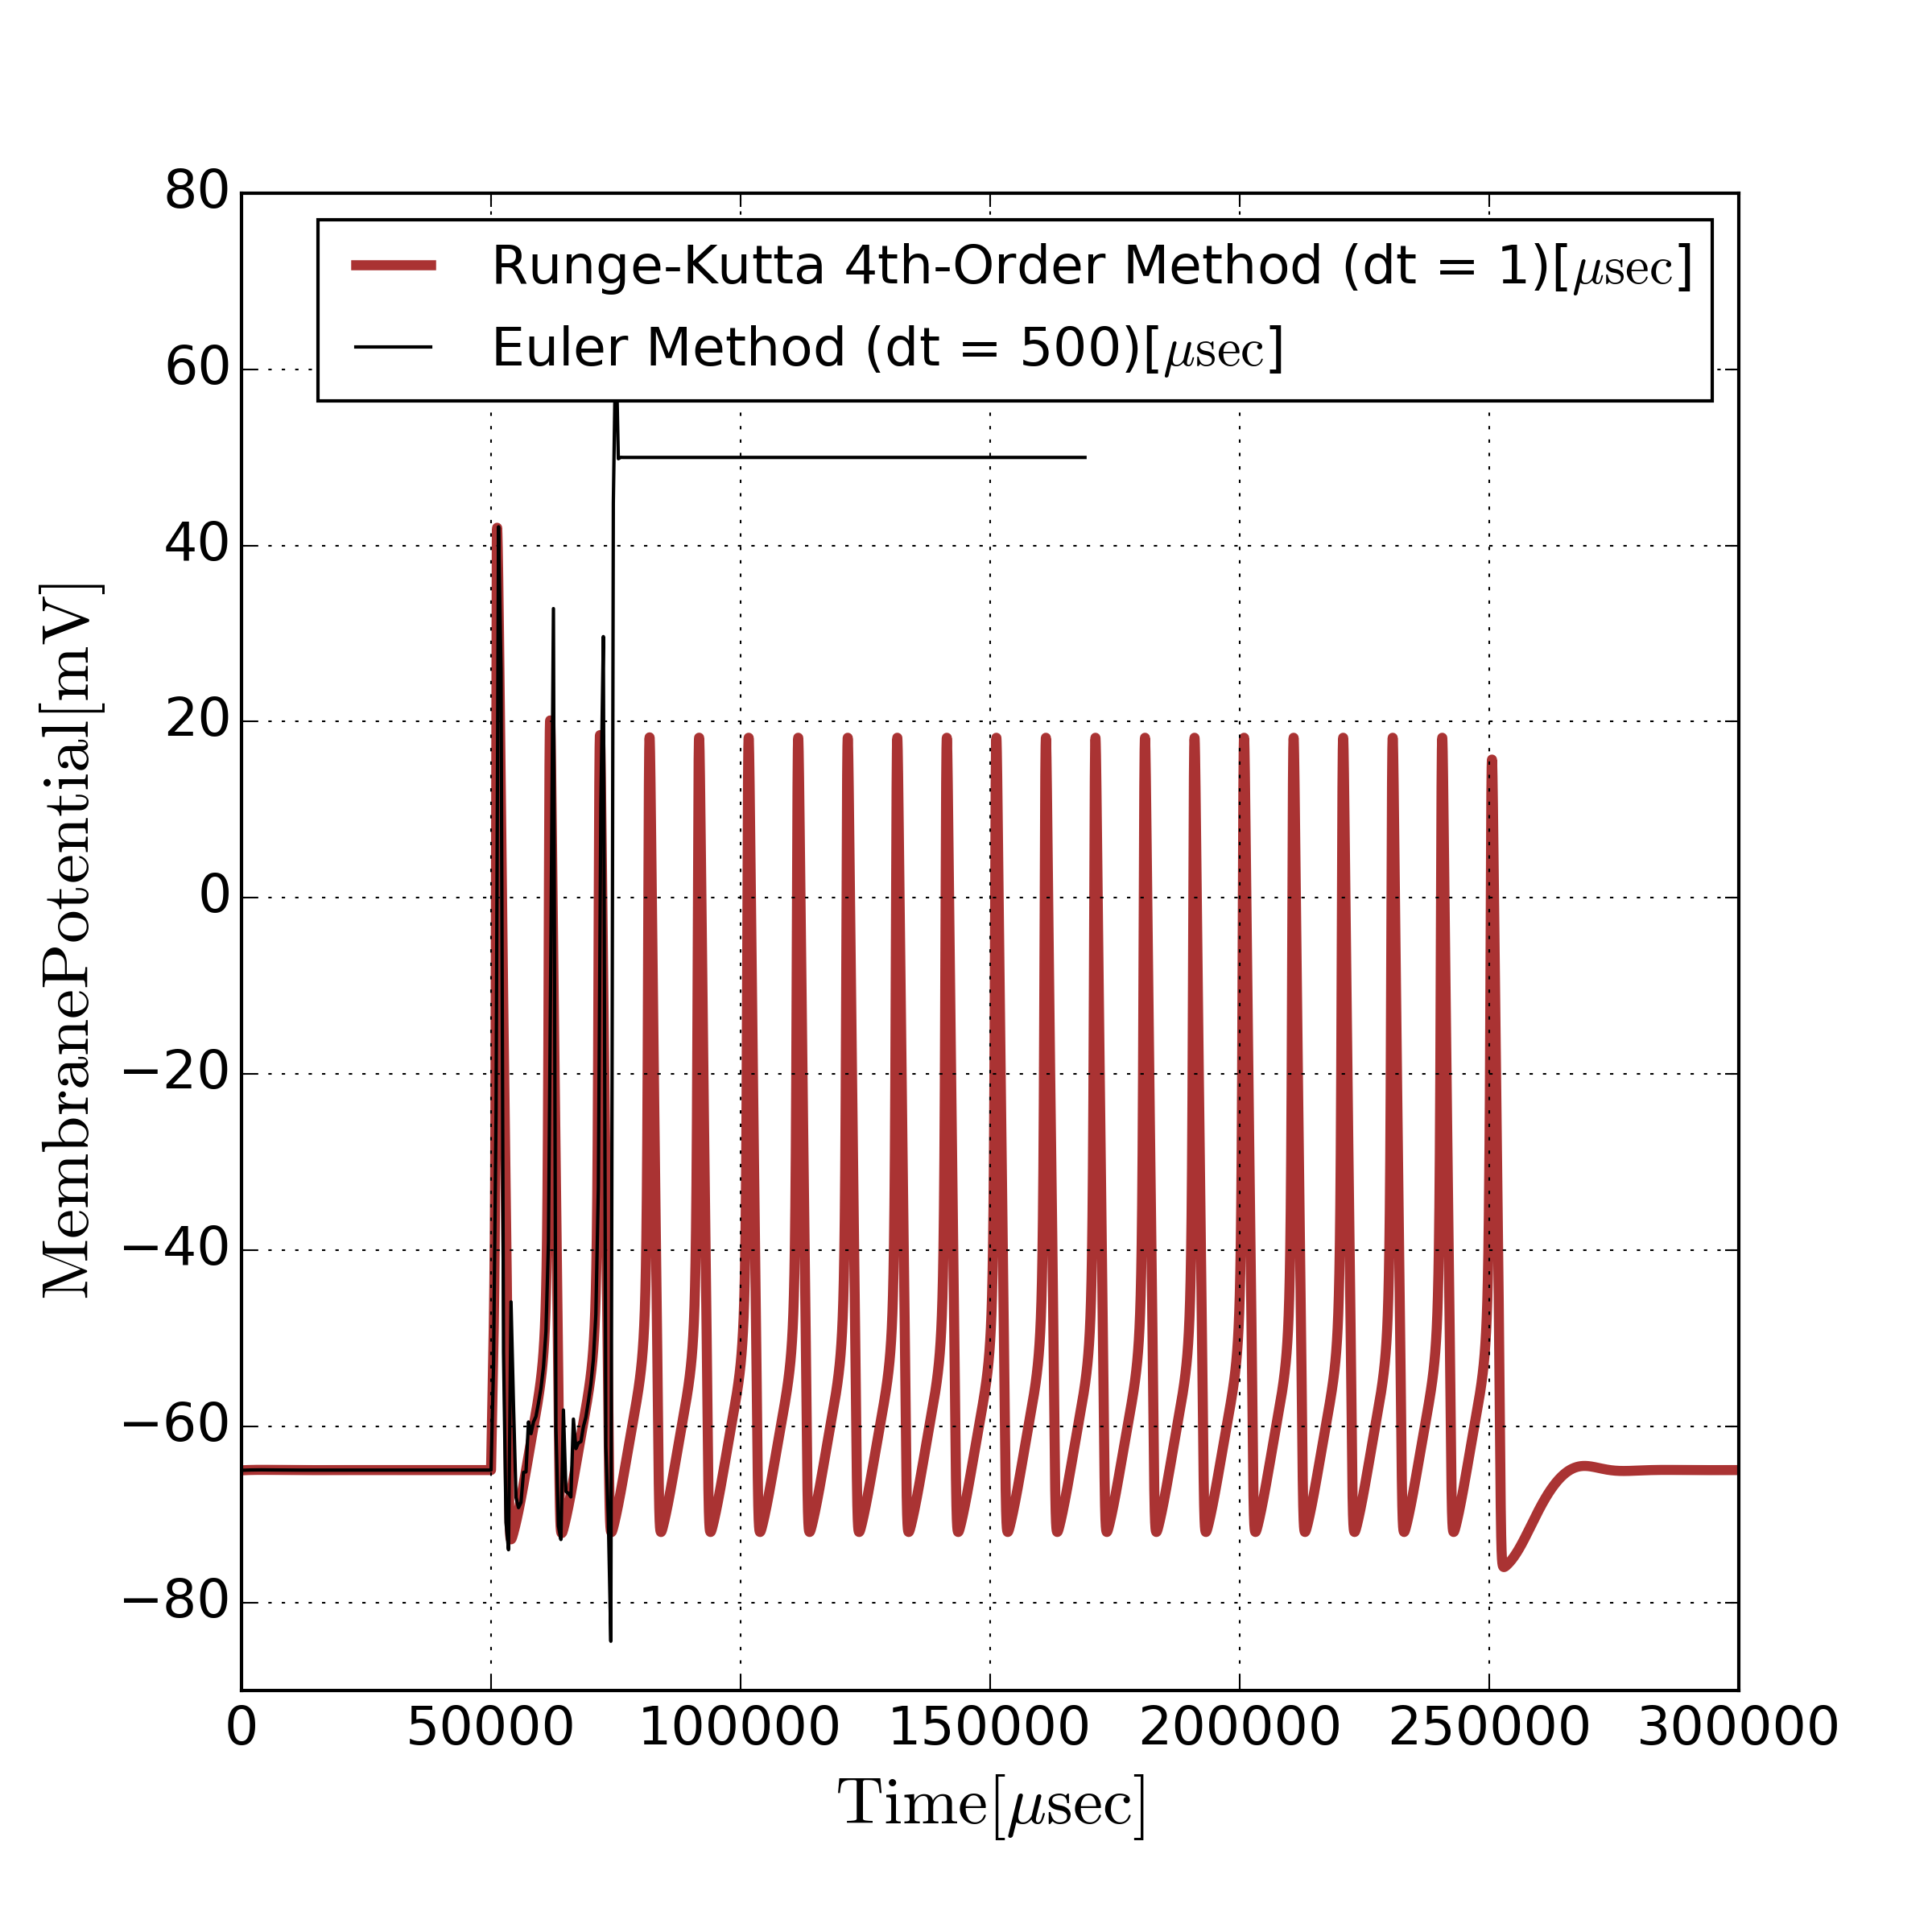 80
Runge-Kutta 4th-Order Method (dt = 1)[μsec]
Euler Method (dt = 500)[μsec]
60
40
20
0
−20
−40
−60
−80
MembranePotential[mV]
0 50000 100000 150000 200000 250000 300000
Time[μsec]